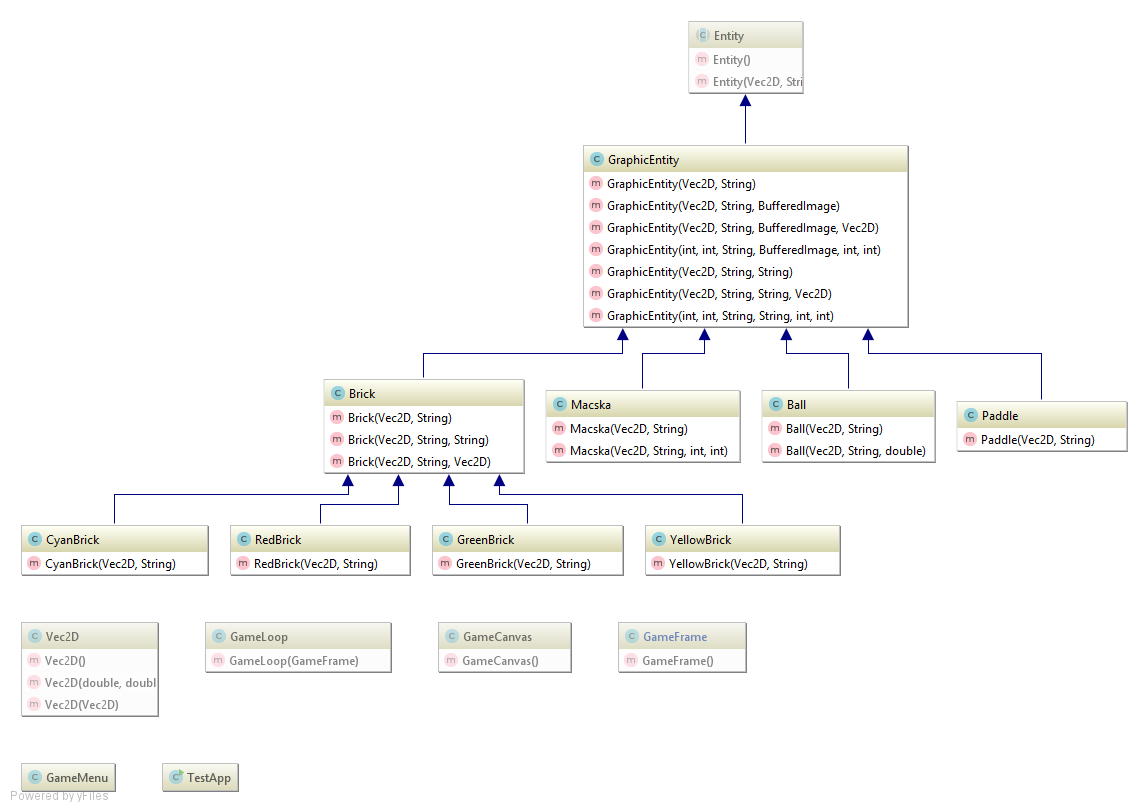 Entity
Entity()
Entity(Vec2D, Stri
GraphicEntity
GraphicEntity(Vec2D, String)
GraphicEntity(Vec2D, String, BufferedImage)
GraphicEntity(Vec2D, String, BufferedImage, Vec2D)
GraphicEntity(int, int, String, BufferedImage, int, int)
GraphicEntity(Vec2D, String, String)
GraphicEntity(Vec2D, String, String, Vec2D)
GraphicEntity(int, int, String, String, int, int)
Brick
Brick(Vec2D, String)
Brick(Vec2D, String, String)
Brick(Vec2D, String, Vec2D)
Macska
Macska(Vec2D, String)
Macska(Vec2D, String, int, int)
Ball
Ball(Vec2D, String)
Ball(Vec2D, String, double)
Paddle
Paddle(Vec2D, String)
CyanBrick
CyanBrick(Vec2D, String)
RedBrick
RedBrick(Vec2D, String)
GreenBrick
GreenBrick(Vec2D, String)
YellowBrick
YellowBrick(Vec2D, String)
Vec2D
Vec2D()
Vec2D(double, doubl
Vec2D(Vec2D)
GameLoop
GameLoop(GameFrame)
GameCanvas
GameCanvas()
GameFrame
GameFrame()
GameMenu
TestApp
Powered by yFiles